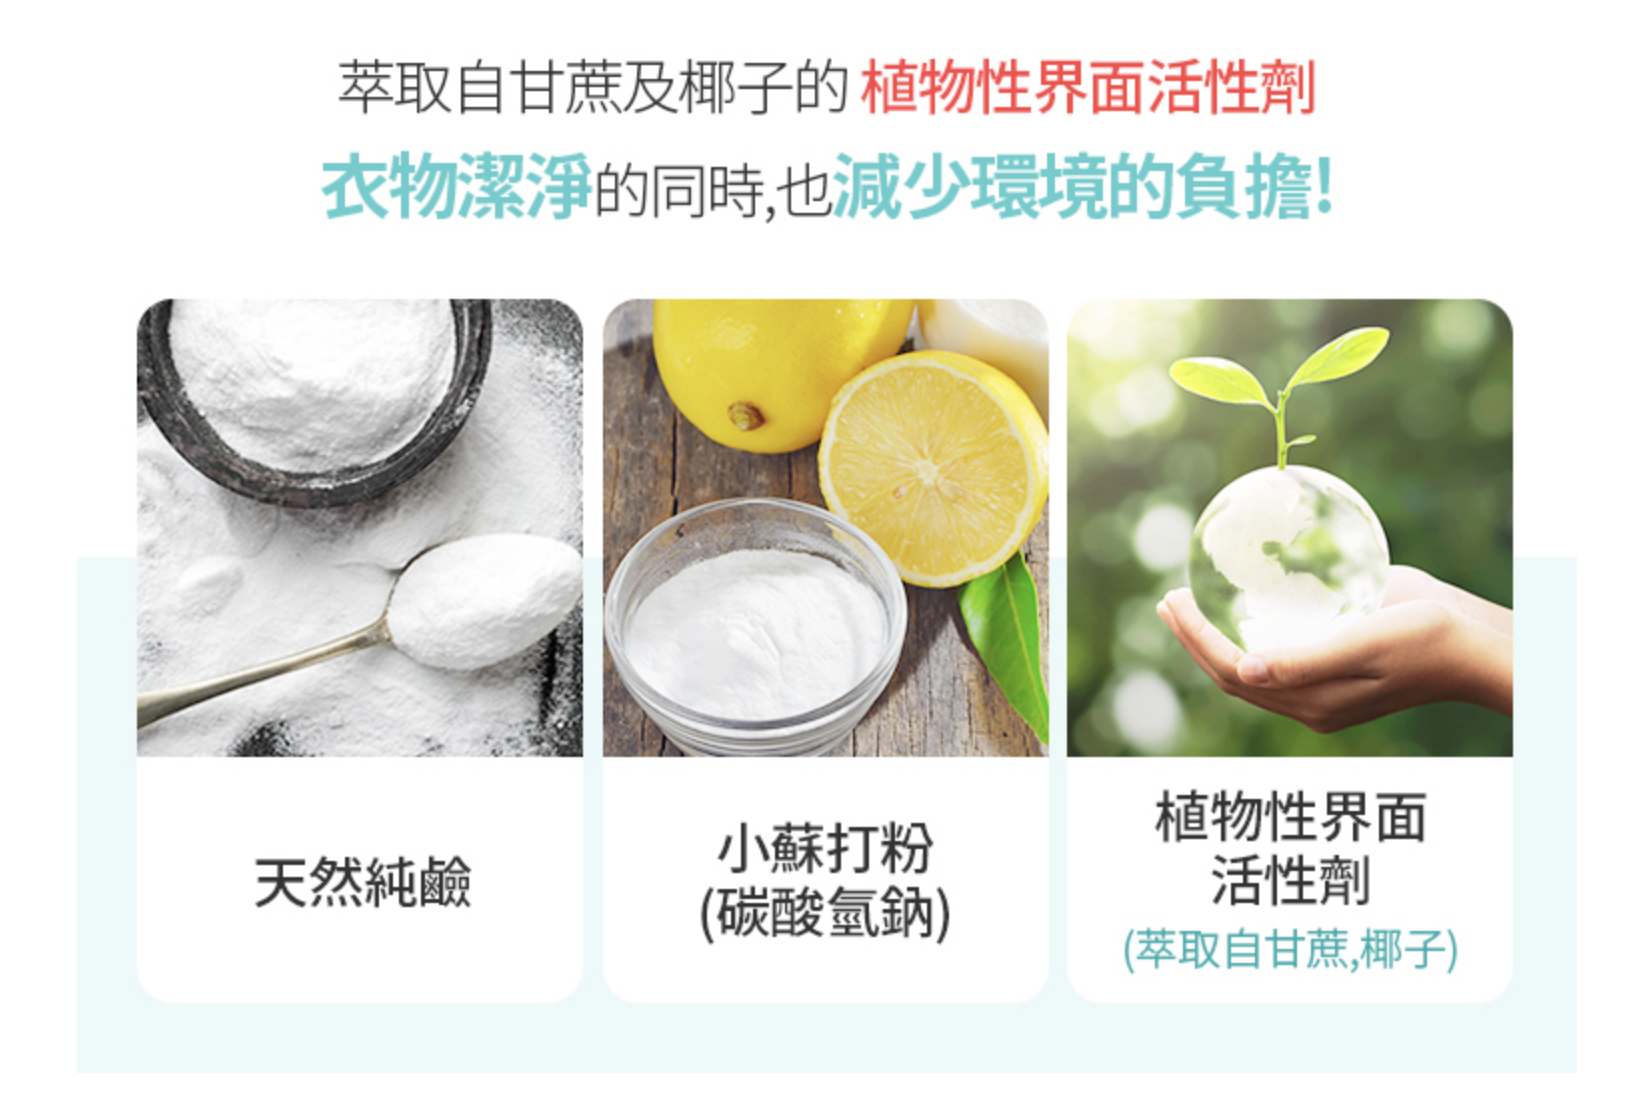 萃取自甘蔗及椰子的 植物性界面活性劑
衣物潔淨的同時,也減少環境的負擔!
天然純鹼
小蘇打粉
(碳酸氫鈉)
植物性界面
活性劑
(萃取自甘蔗,椰子)